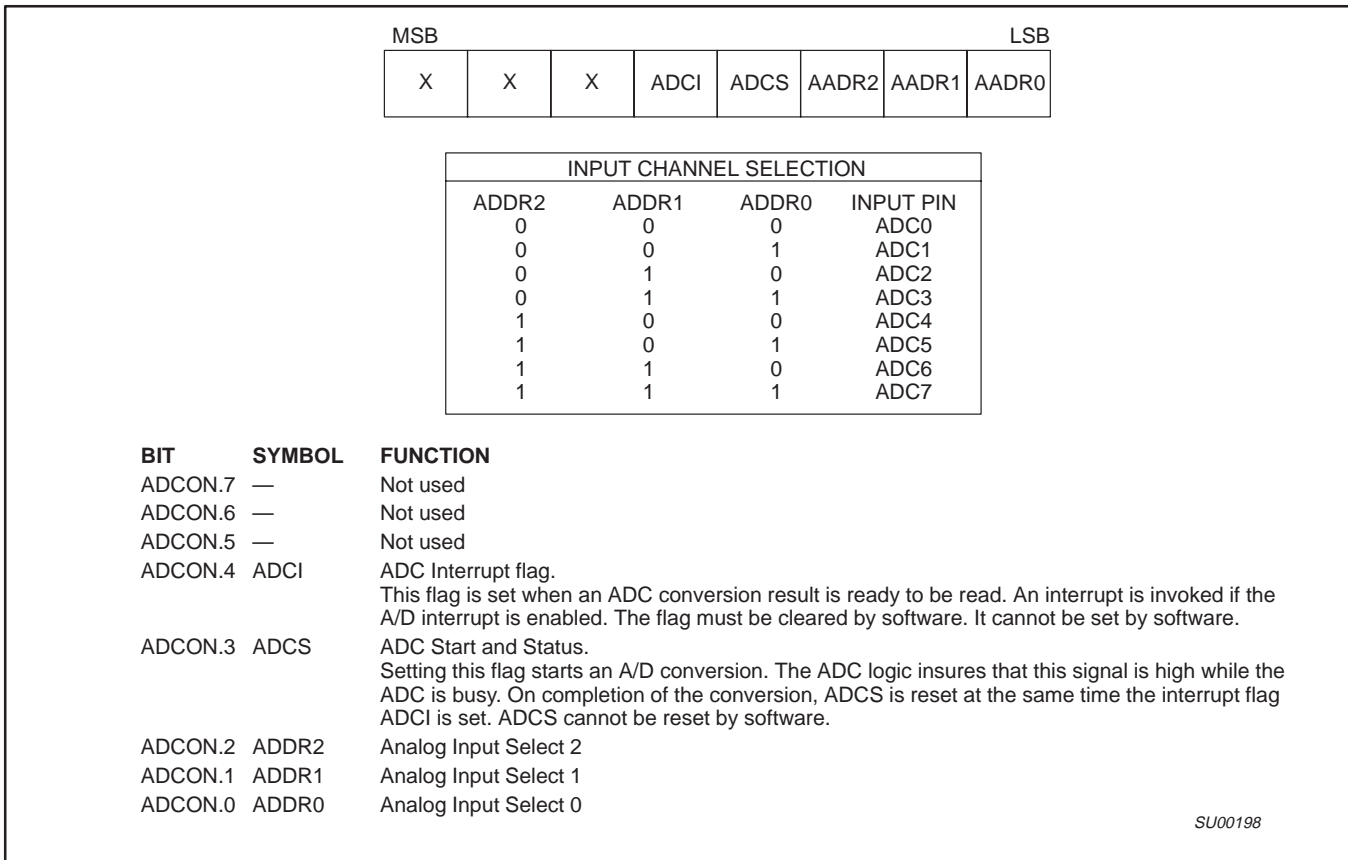 MSB LSB
X X X ADCI ADCS AADR2 AADR1 AADR0
INPUT CHANNEL SELECTION
ADDR2 ADDR1 ADDR0 INPUT PIN
0 0 0 ADC0
0 0 1 ADC1
0 1 0 ADC2
0 1 1 ADC3
1 0 0 ADC4
1 0 1 ADC5
1 1 0 ADC6
1 1 1 ADC7
BIT SYMBOL FUNCTION
ADCON.7 — Not used
ADCON.6 — Not used
ADCON.5 — Not used
ADCON.4 ADCI ADC Interrupt flag.
This flag is set when an ADC conversion result is ready to be read. An interrupt is invoked if the
A/D interrupt is enabled. The flag must be cleared by software. It cannot be set by software.
ADCON.3 ADCS ADC Start and Status.
Setting this flag starts an A/D conversion. The ADC logic insures that this signal is high while the
ADC is busy. On completion of the conversion, ADCS is reset at the same time the interrupt flag
ADCI is set. ADCS cannot be reset by software.
ADCON.2 ADDR2 Analog Input Select 2
ADCON.1 ADDR1 Analog Input Select 1
ADCON.0 ADDR0 Analog Input Select 0
SU00198